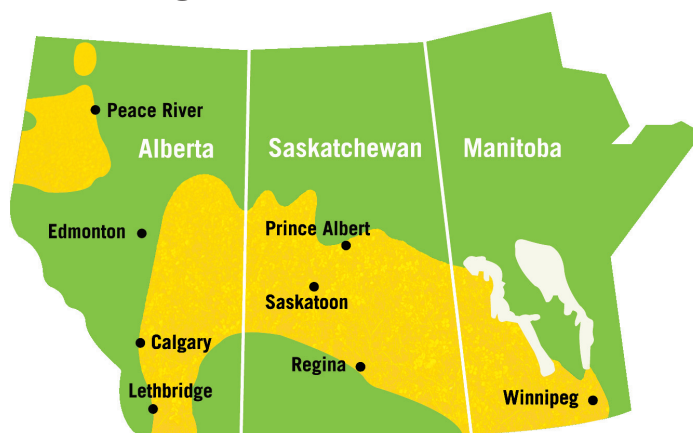 Peace River
Alberta
Saskatchewan
Manitoba
Edmonton
Prince Albert
Saskatoon
Calgary
Regina
Lethbridge
Winnipeg